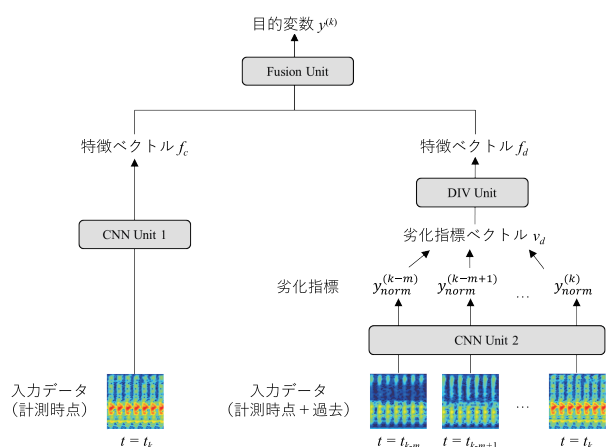 目的変数 y^(k)
Fusion Unit
特徴ベクトル f_c
特徴ベクトル f_d
DIV Unit
CNN Unit 1
劣化指標ベクトル v_d
劣化指標
y_norm^(k-m)
y_norm^(k-m+1)
...
y_norm^(k)
CNN Unit 2
入力データ
（計測時点）
入力データ
（計測時点＋過去）
...
t = t_k
t = t_k-m
t = t_k-m+1
t = t_k